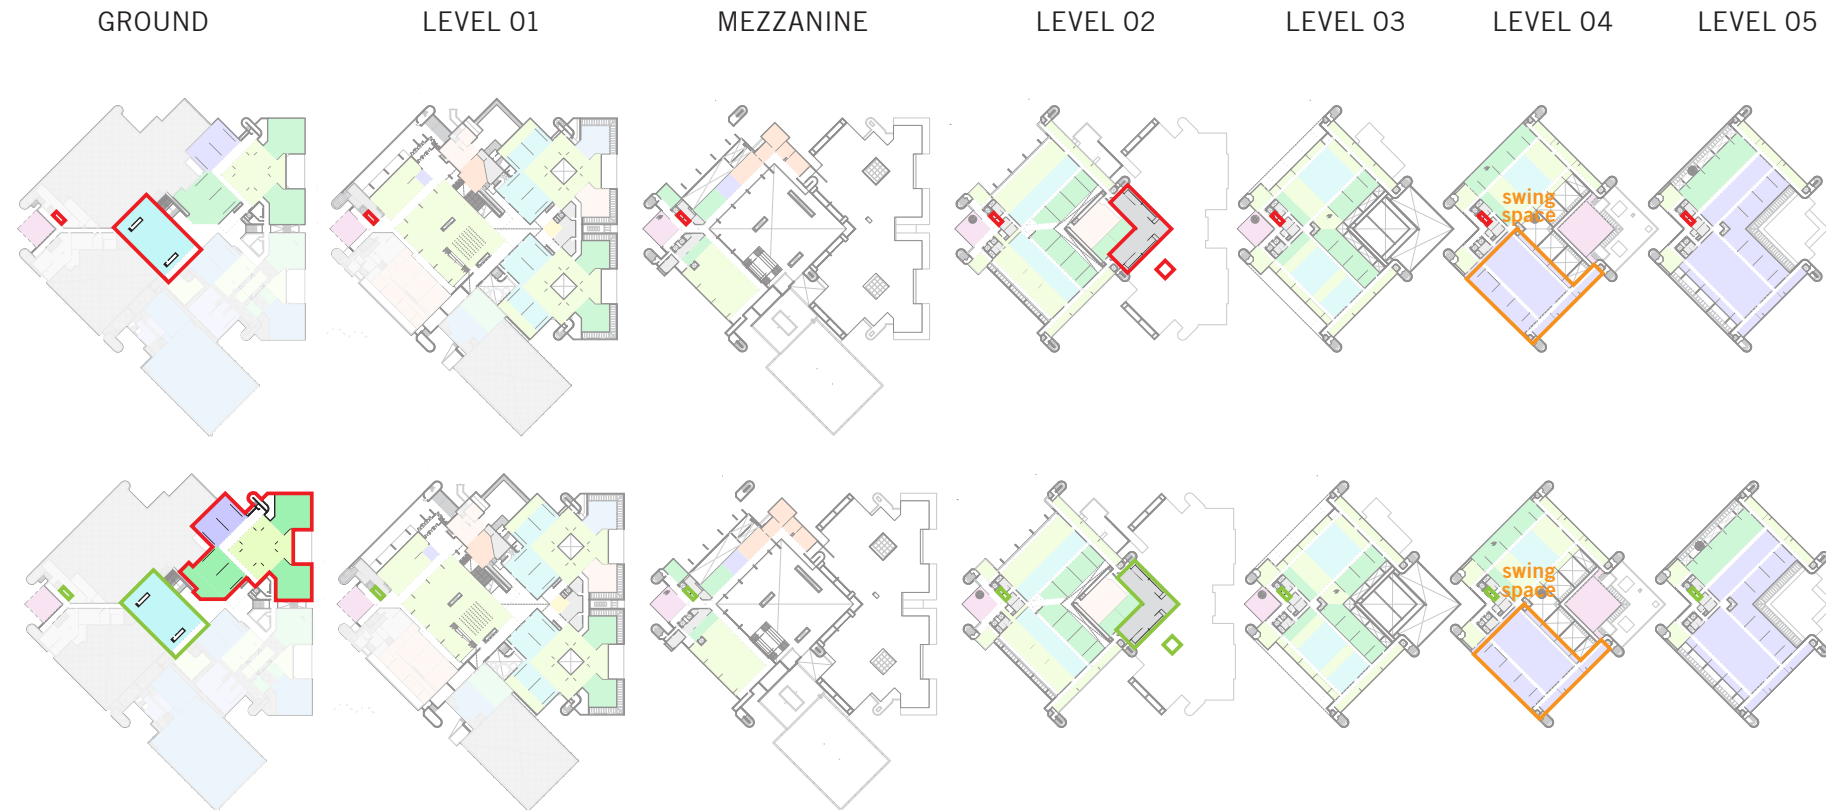 GROUND
LEVEL 01
MEZZANINE
LEVEL 02
LEVEL 03
LEVEL 04
LEVEL 05
swing
space
swing
space